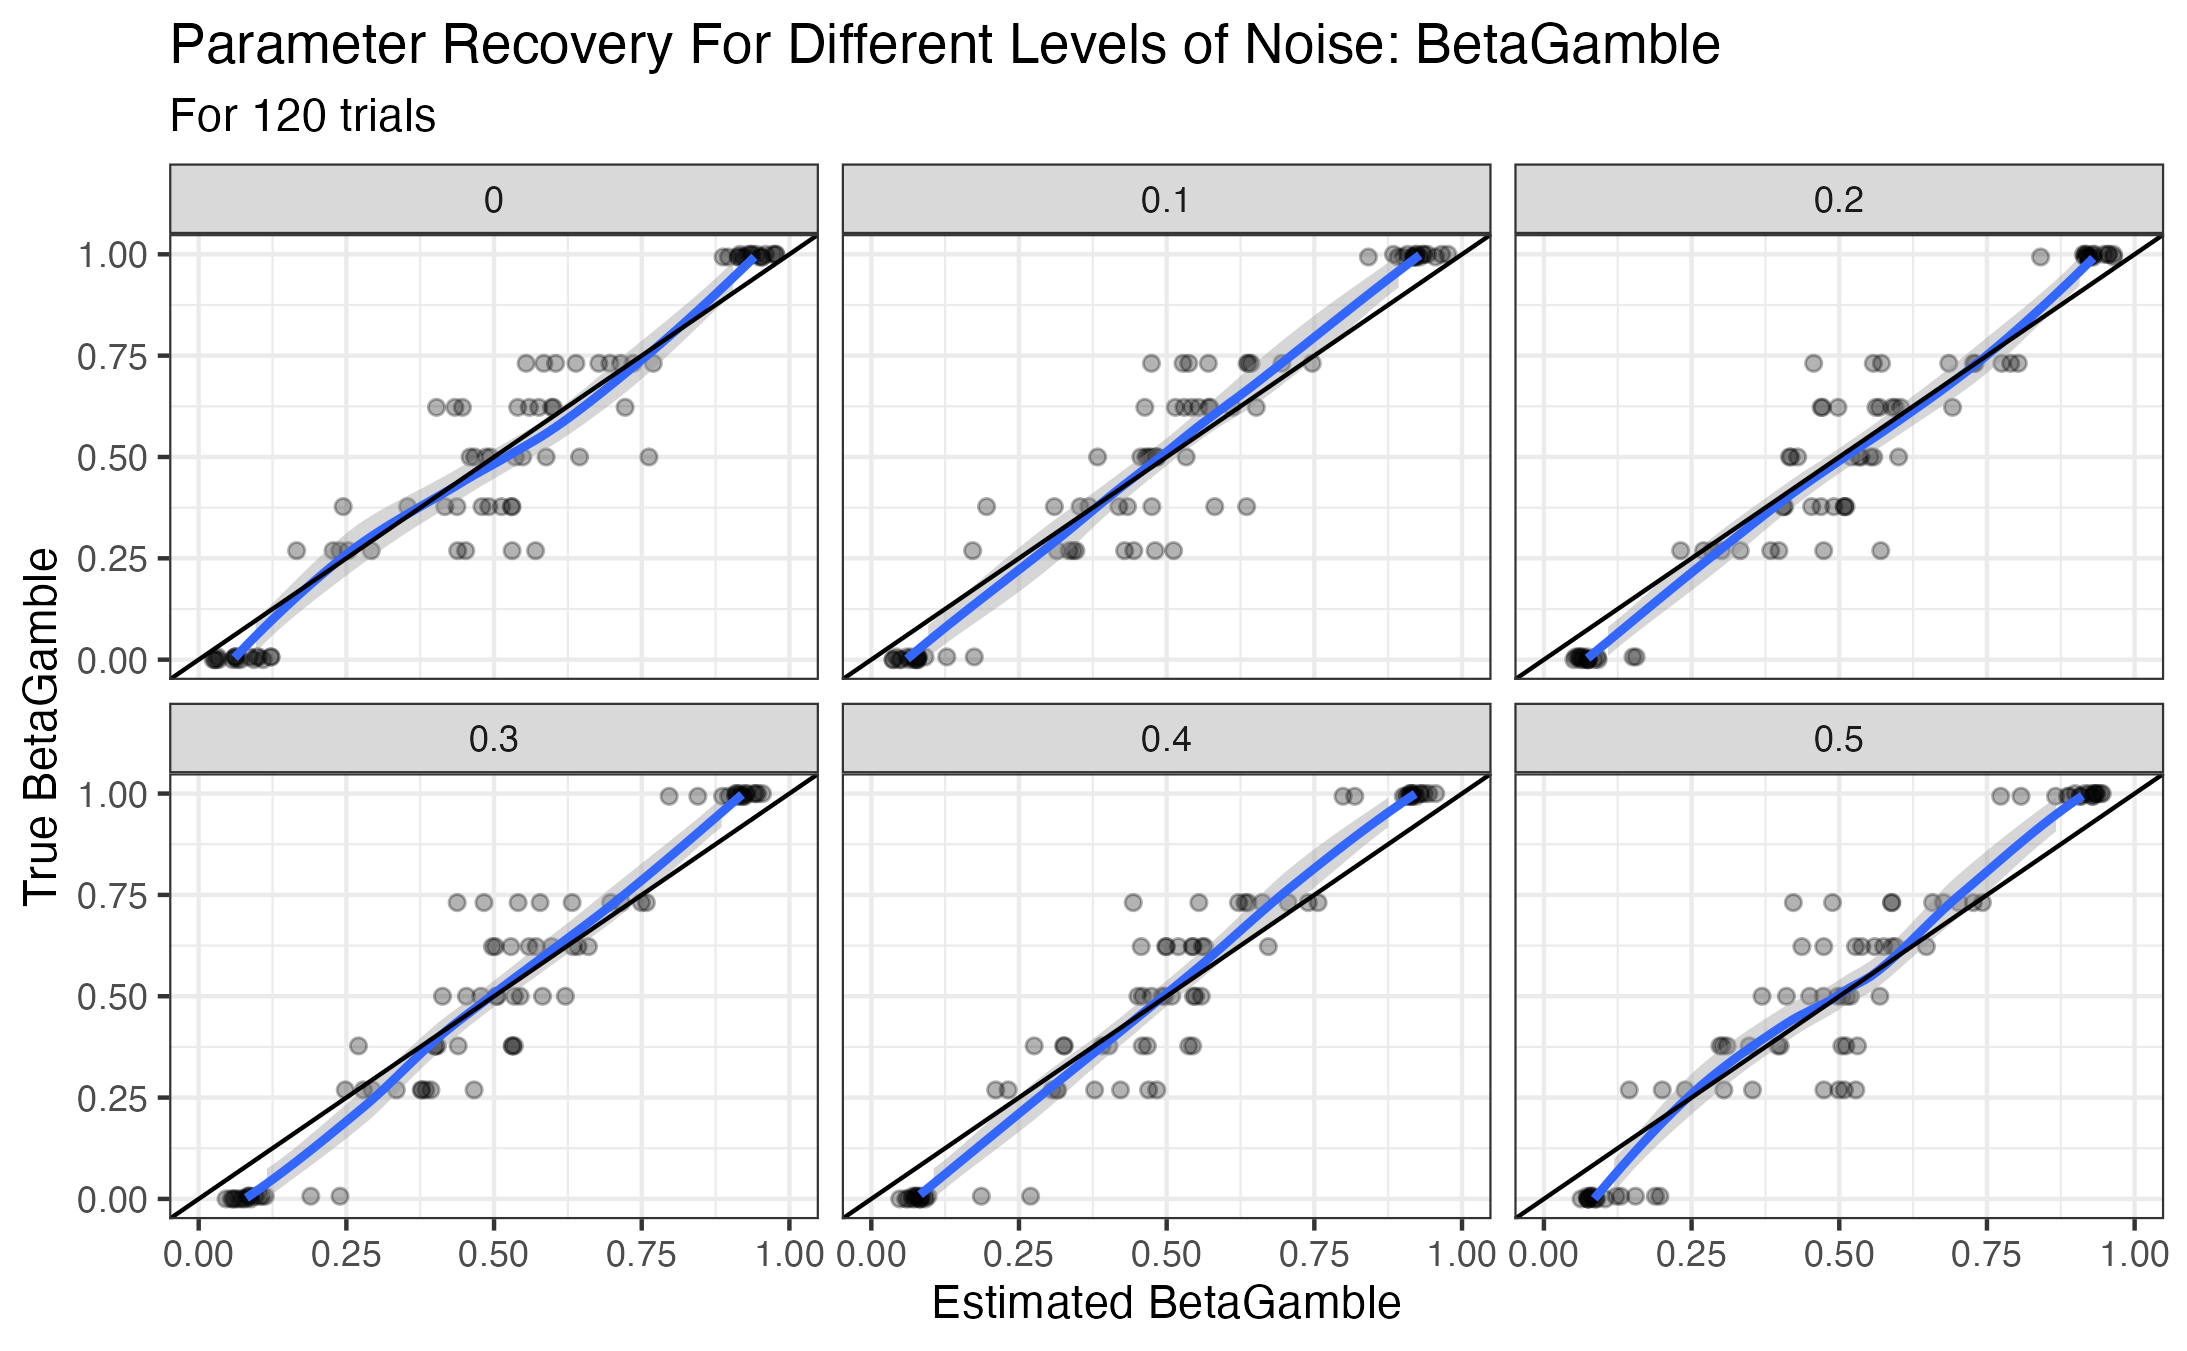 Parameter Recovery For Different Levels of Noise: BetaGamble
For 120 trials
0 0.1 0.2
1.00
0.75
0.50
0.25
0.00
0.3 0.4 0.5
1.00
0.75
0.50
0.25
0.00
True BetaGamble
0.00 0.25 0.50 0.75 1.00 0.00 0.25 0.50 0.75 1.00 0.00 0.25 0.50 0.75 1.00
Estimated BetaGamble